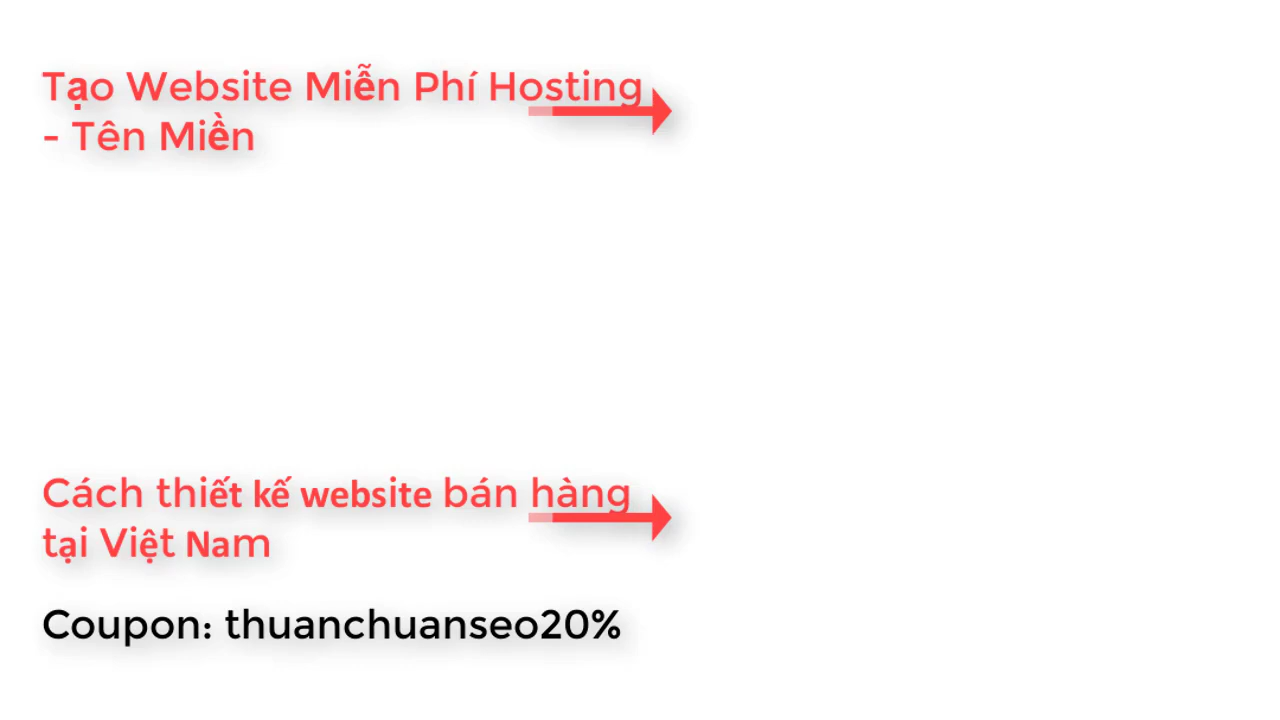 Tạo Website Miễn Phí Hosting
- Tên Miền
Cách thiết kế website bán hàng
tại Việt Nam
Coupon: thuanchuanseo20%